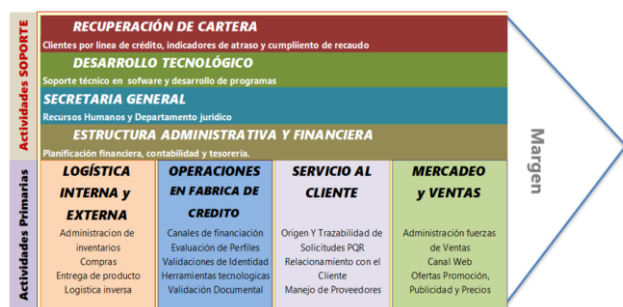 Actividades SOPORTE
RECUPERACIÓN DE CARTERA
Clientes por línea de crédito, indicadores de atraso y cumpliiento de recaudo
DESARROLLO TECNOLÓGICO
Soporte técnico en sofware y desarrollo de programas
SECRETARIA GENERAL
Recursos Humanos y Departamento jurídico
ESTRUCTURA ADMINISTRATIVA Y FINANCIERA
Planificación financiera, contabilidad y tesorería.
Margen
Actividades Primarias
LOGÍSTICA
INTERNA y
EXTERNA
Administracion de
inventarios
Compras
Entrega de producto
Logistica inversa
OPERACIONES
EN FABRICA DE
CREDITO
Canales de financiación
Evaluación de Perfiles
Validaciones de Identidad
Herramientas tecnologicas
Validación Documental
SERVICIO AL
CLIENTE
Origen Y Trazabilidad de
Solicitudes PQR
Relacionamiento con el
Cliente
Manejo de Proveedores
MERCADEO
y VENTAS
Administración fuerzas
de Ventas
Canal Web
Ofertas Promoción,
Publicidad y Precios